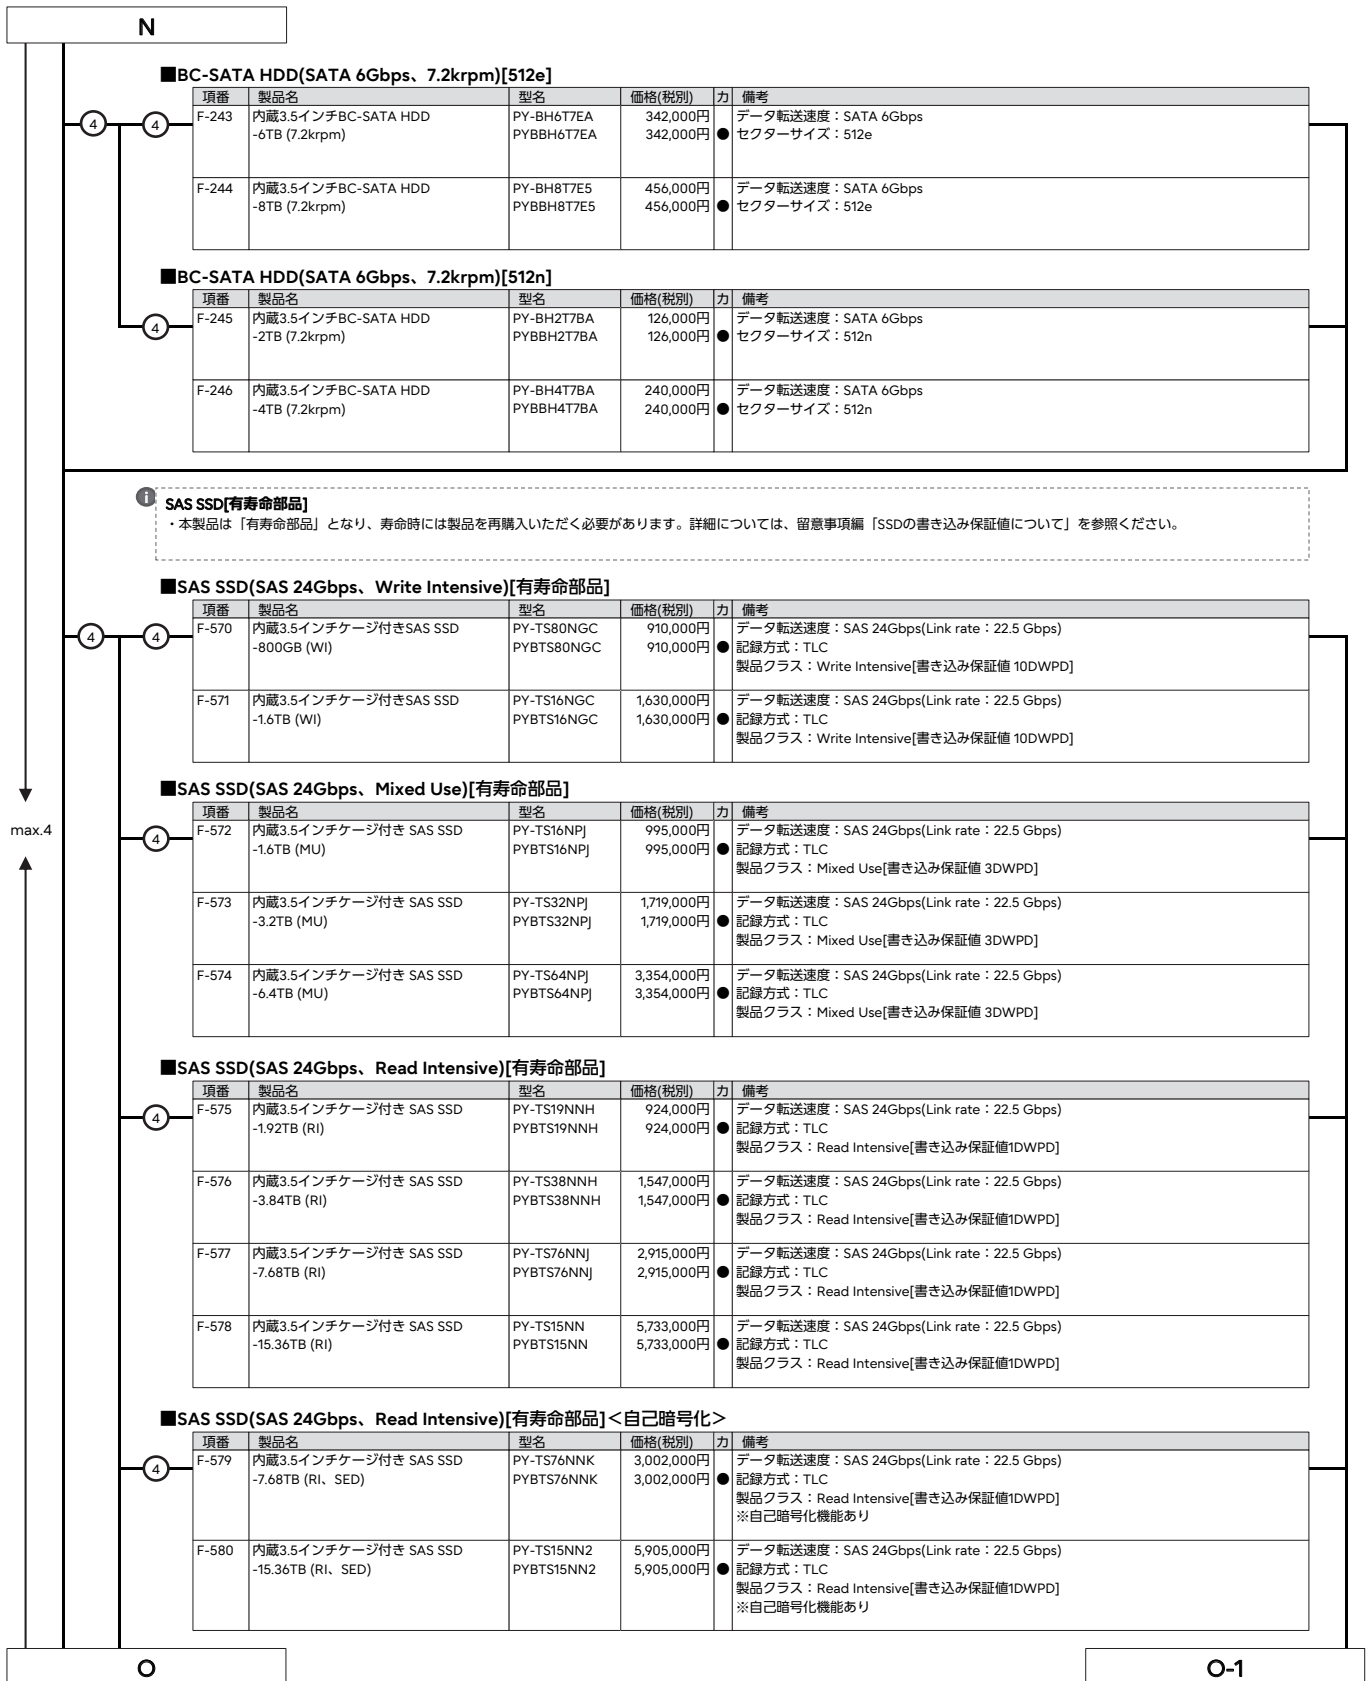 N
■BC-SATA HDD(SATA 6Gbps、7.2krpm)[512e]
項番 製品名 型名 価格(税別) カ 備考
4 4 F-243 内蔵3.5インチBC-SATA HDD PY-BH6T7EA 342,000円 データ転送速度：SATA 6Gbps
-6TB (7.2krpm) PYBBH6T7EA 342,000円 ● セクターサイズ：512e
F-244 内蔵3.5インチBC-SATA HDD PY-BH8T7E5 456,000円 データ転送速度：SATA 6Gbps
-8TB (7.2krpm) PYBBH8T7E5 456,000円 ● セクターサイズ：512e
■BC-SATA HDD(SATA 6Gbps、7.2krpm)[512n]
項番 製品名 型名 価格(税別) カ 備考
4 F-245 内蔵3.5インチBC-SATA HDD PY-BH2T7BA 126,000円 データ転送速度：SATA 6Gbps
-2TB (7.2krpm) PYBBH2T7BA 126,000円 ● セクターサイズ：512n
F-246 内蔵3.5インチBC-SATA HDD PY-BH4T7BA 240,000円 データ転送速度：SATA 6Gbps
-4TB (7.2krpm) PYBBH4T7BA 240,000円 ● セクターサイズ：512n
i SAS SSD[有寿命部品]
・本製品は「有寿命部品」となり、寿命時には製品を再購入いただく必要があります。詳細については、留意事項編「SSDの書き込み保証値について」を参照ください。
■SAS SSD(SAS 24Gbps、Write Intensive)[有寿命部品]
項番 製品名 型名 価格(税別) カ 備考
4 4 F-570 内蔵3.5インチケージ付きSAS SSD PY-TS80NGC 910,000円 データ転送速度：SAS 24Gbps(Link rate：22.5 Gbps)
-800GB (WI) PYBTS80NGC 910,000円 ● 記録方式：TLC
製品クラス：Write Intensive[書き込み保証値 10DWPD]
F-571 内蔵3.5インチケージ付きSAS SSD PY-TS16NGC 1,630,000円 データ転送速度：SAS 24Gbps(Link rate：22.5 Gbps)
-1.6TB (WI) PYBTS16NGC 1,630,000円 ● 記録方式：TLC
製品クラス：Write Intensive[書き込み保証値 10DWPD]
■SAS SSD(SAS 24Gbps、Mixed Use)[有寿命部品]
項番 製品名 型名 価格(税別) カ 備考
max.4 4 F-572 内蔵3.5インチケージ付き SAS SSD PY-TS16NPJ 995,000円 データ転送速度：SAS 24Gbps(Link rate：22.5 Gbps)
-1.6TB (MU) PYBTS16NPJ 995,000円 ● 記録方式：TLC
製品クラス：Mixed Use[書き込み保証値 3DWPD]
F-573 内蔵3.5インチケージ付き SAS SSD PY-TS32NPJ 1,719,000円 データ転送速度：SAS 24Gbps(Link rate：22.5 Gbps)
-3.2TB (MU) PYBTS32NPJ 1,719,000円 ● 記録方式：TLC
製品クラス：Mixed Use[書き込み保証値 3DWPD]
F-574 内蔵3.5インチケージ付き SAS SSD PY-TS64NPJ 3,354,000円 データ転送速度：SAS 24Gbps(Link rate：22.5 Gbps)
-6.4TB (MU) PYBTS64NPJ 3,354,000円 ● 記録方式：TLC
製品クラス：Mixed Use[書き込み保証値 3DWPD]
■SAS SSD(SAS 24Gbps、Read Intensive)[有寿命部品]
項番 製品名 型名 価格(税別) カ 備考
4 F-575 内蔵3.5インチケージ付き SAS SSD PY-TS19NNH 924,000円 データ転送速度：SAS 24Gbps(Link rate：22.5 Gbps)
-1.92TB (RI) PYBTS19NNH 924,000円 ● 記録方式：TLC
製品クラス：Read Intensive[書き込み保証値1DWPD]
F-576 内蔵3.5インチケージ付き SAS SSD PY-TS38NNH 1,547,000円 データ転送速度：SAS 24Gbps(Link rate：22.5 Gbps)
-3.84TB (RI) PYBTS38NNH 1,547,000円 ● 記録方式：TLC
製品クラス：Read Intensive[書き込み保証値1DWPD]
F-577 内蔵3.5インチケージ付き SAS SSD PY-TS76NNJ 2,915,000円 データ転送速度：SAS 24Gbps(Link rate：22.5 Gbps)
-7.68TB (RI) PYBTS76NNJ 2,915,000円 ● 記録方式：TLC
製品クラス：Read Intensive[書き込み保証値1DWPD]
F-578 内蔵3.5インチケージ付き SAS SSD PY-TS15NN 5,733,000円 データ転送速度：SAS 24Gbps(Link rate：22.5 Gbps)
-15.36TB (RI) PYBTS15NN 5,733,000円 ● 記録方式：TLC
製品クラス：Read Intensive[書き込み保証値1DWPD]
■SAS SSD(SAS 24Gbps、Read Intensive)[有寿命部品]＜自己暗号化＞
項番 製品名 型名 価格(税別) カ 備考
4 F-579 内蔵3.5インチケージ付き SAS SSD PY-TS76NNK 3,002,000円 データ転送速度：SAS 24Gbps(Link rate：22.5 Gbps)
-7.68TB (RI、SED) PYBTS76NNK 3,002,000円 ● 記録方式：TLC
製品クラス：Read Intensive[書き込み保証値1DWPD]
※自己暗号化機能あり
F-580 内蔵3.5インチケージ付き SAS SSD PY-TS15NN2 5,905,000円 データ転送速度：SAS 24Gbps(Link rate：22.5 Gbps)
-15.36TB (RI、SED) PYBTS15NN2 5,905,000円 ● 記録方式：TLC
製品クラス：Read Intensive[書き込み保証値1DWPD]
※自己暗号化機能あり
O O-1